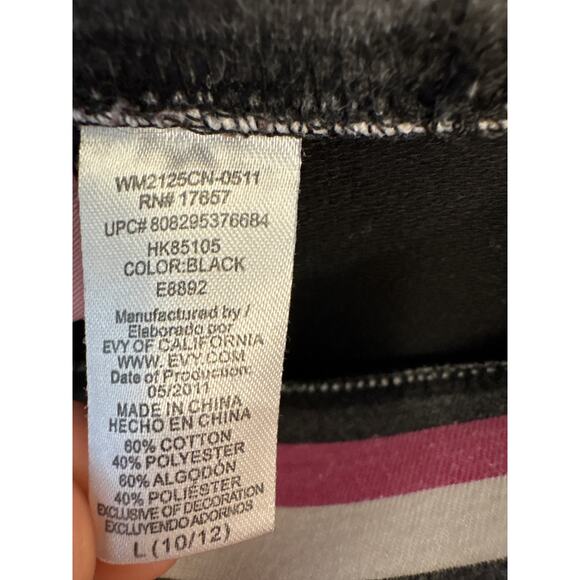 WM2125CN-0511
RN# 17657
UPC# 808295376684
HK85105
COLOR:BLACK
E8892
Manufactured by /
Elaborado por
EVY OF CALIFORNIA
WWW. EVY.COM
Date of Production:
05/2011
MADE IN CHINA
HECHO EN CHINA
60% COTTON
40% POLYESTER
60% ALGODÓN
40% POLIÉSTER
EXCLUSIVE OF DECORATION
EXCLUYENDO ADORNOS
L (10/12)